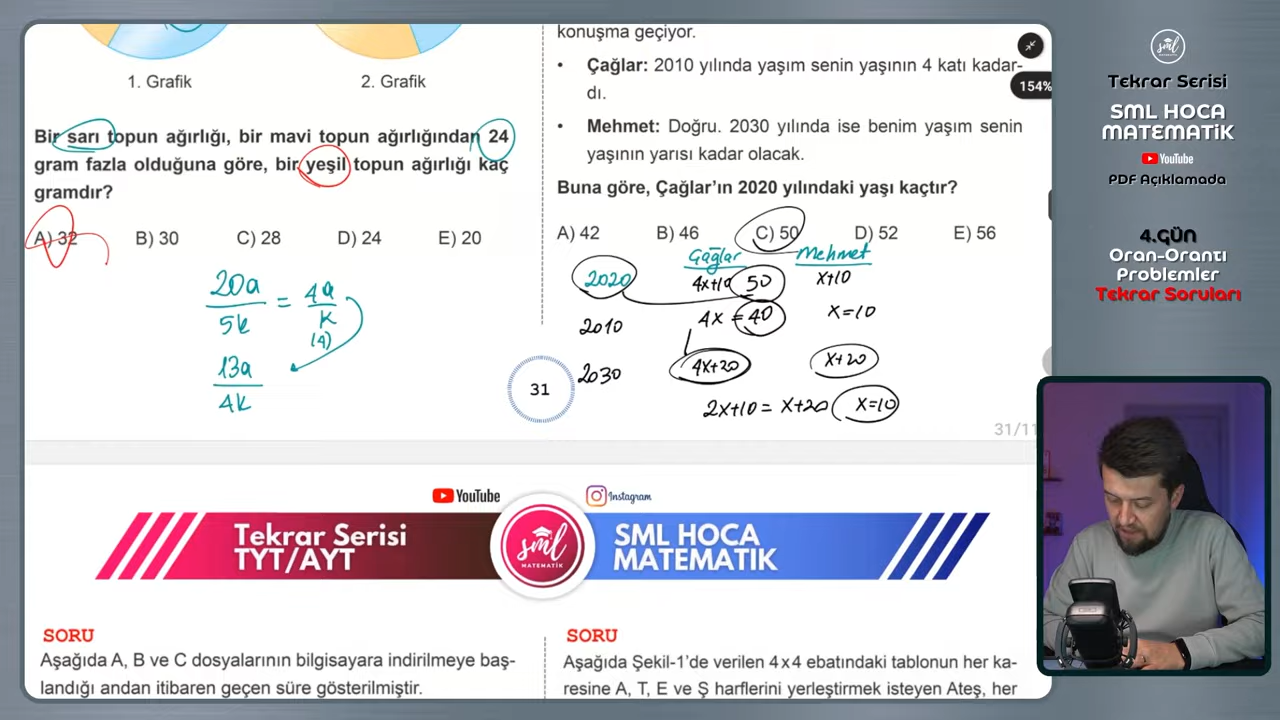 1. Grafik
2. Grafik
Bir sarı topun ağırlığı, bir mavi topun ağırlığından 24
gram fazla olduğuna göre, bir yeşil topun ağırlığı kaç
gramdır?
A) 32 B) 30 C) 28 D) 24 E) 20
20a/5k = 4a/k
(4)
13a/4k
konuşma geçiyor.
• Çağlar: 2010 yılında yaşım senin yaşının 4 katı kadar-
dı.
• Mehmet: Doğru. 2030 yılında ise benim yaşım senin
yaşının yarısı kadar olacak.
Buna göre, Çağlar'ın 2020 yılındaki yaşı kaçtır?
A) 42 B) 46 C) 50 D) 52 E) 56
Çağlar Mehmet
2020 4x+10 50 x+10
2010 4x = 40 x=10
2030 4x+20 x+20
2x+10 = x+20 x=10
31
31/11
154%
YouTube
Instagram
Tekrar Serisi
TYT/AYT
sml
MATEMATİK
SML HOCA
MATEMATİK
SORU
Aşağıda A, B ve C dosyalarının bilgisayara indirilmeye baş-
landığı andan itibaren geçen süre gösterilmiştir.
SORU
Aşağıda Şekil-1'de verilen 4x4 ebatındaki tablonun her ka-
resine A, T, E ve Ş harflerini yerleştirmek isteyen Ateş, her
sml
Tekrar Serisi
SML HOCA
MATEMATİK
YouTube
PDF Açıklamada
4.GÜN
Oran-Orantı
Problemler
Tekrar Soruları